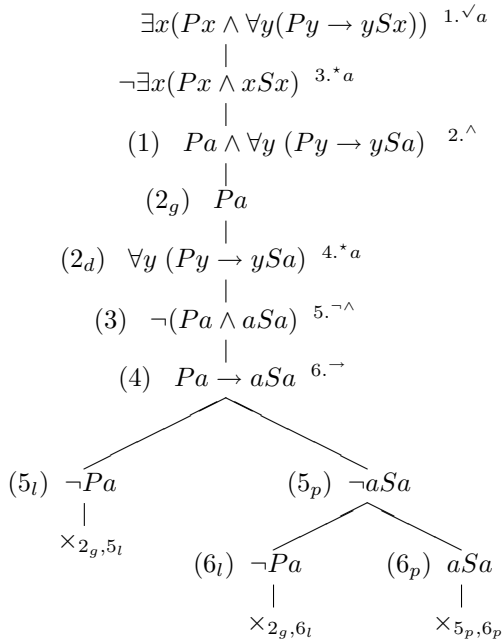 ∃x(Px ∧ ∀y(Py → ySx)) 1.√a
¬∃x(Px ∧ xSx) 3.⋆a
(1) Pa ∧ ∀y (Py → ySa) 2.∧
(2g) Pa
(2d) ∀y (Py → ySa) 4.⋆a
(3) ¬(Pa ∧ aSa) 5.¬∧
(4) Pa → aSa 6.→
(5l) ¬Pa (5p) ¬aSa
×2g,5l
(6l) ¬Pa (6p) aSa
×2g,6l ×5p,6p